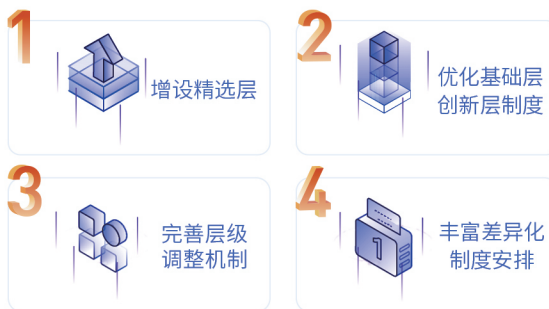 1
增设精选层
2
优化基础层
创新层制度
3
完善层级
调整机制
4
1
丰富差异化
制度安排